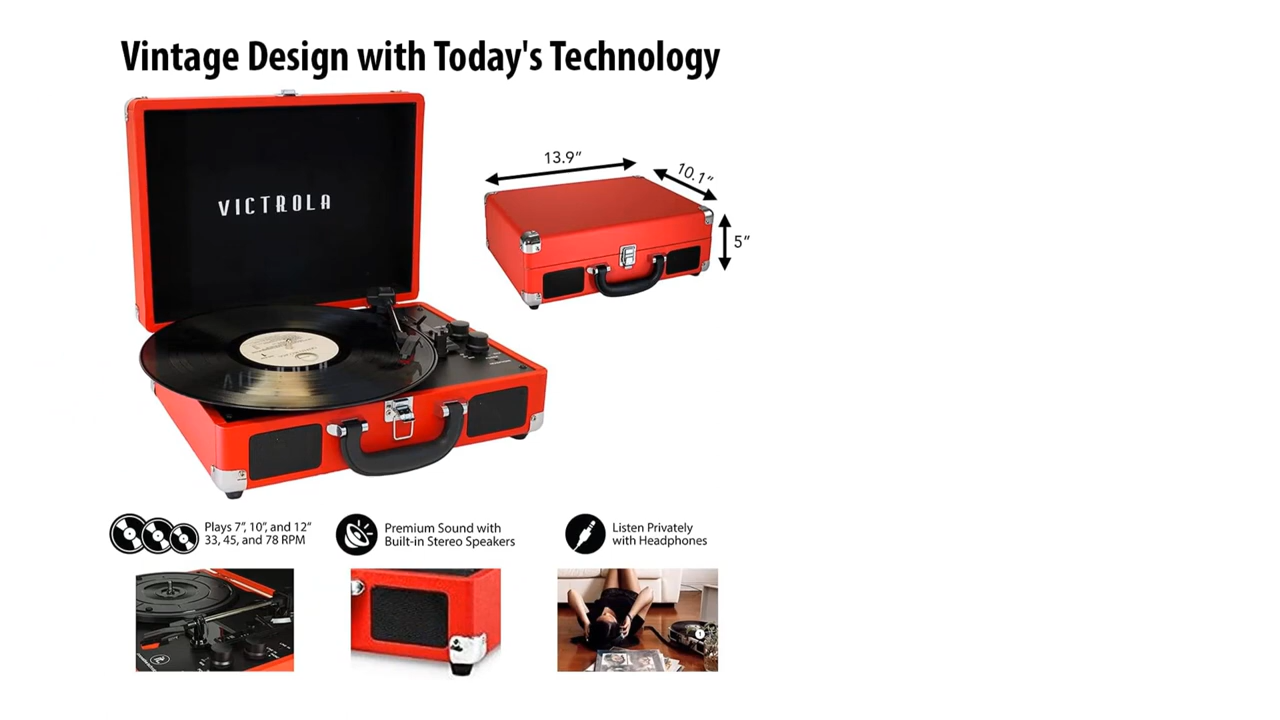 Vintage Design with Today's Technology
13.9”
10.1”
5”
VICTROLA
Plays 7”, 10”, and 12”
33, 45, and 78 RPM
Premium Sound with
Built-in Stereo Speakers
Listen Privately
with Headphones